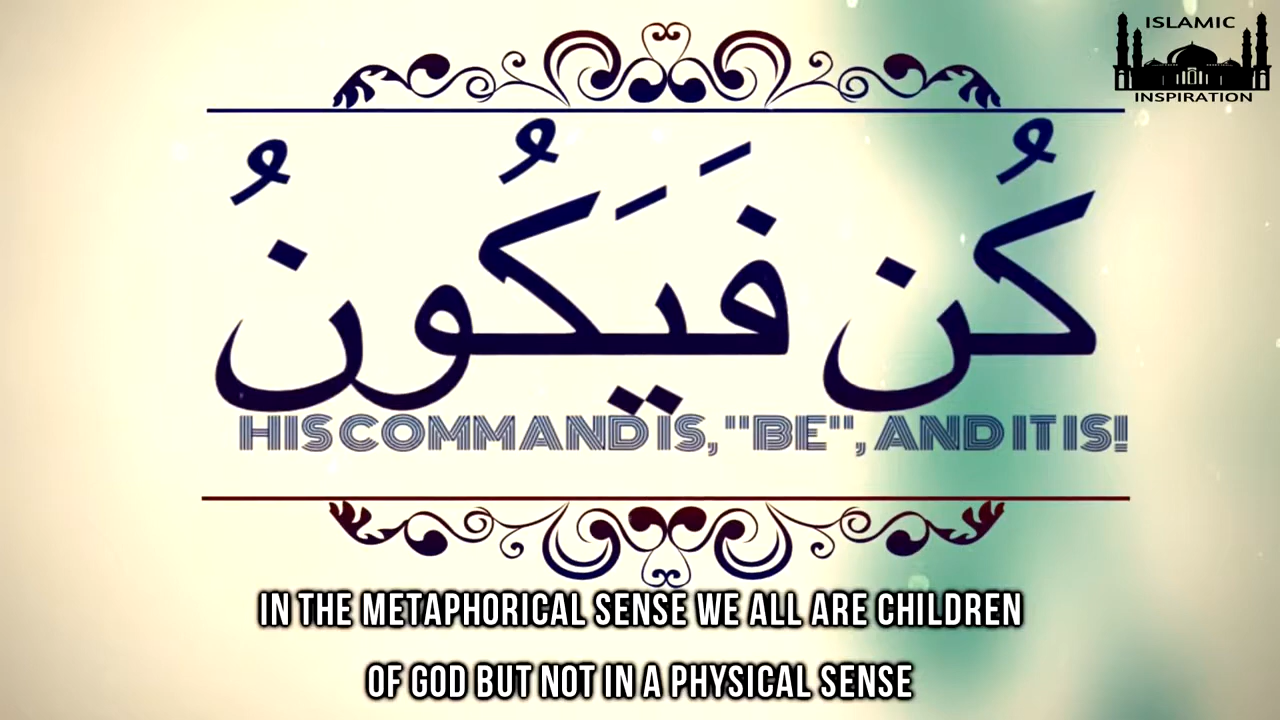 ISLAMIC
INSPIRATION
كُن فَيَكُونُ
HIS COMMAND IS, "BE", AND IT IS!
IN THE METAPHORICAL SENSE WE ALL ARE CHILDREN
OF GOD BUT NOT IN A PHYSICAL SENSE